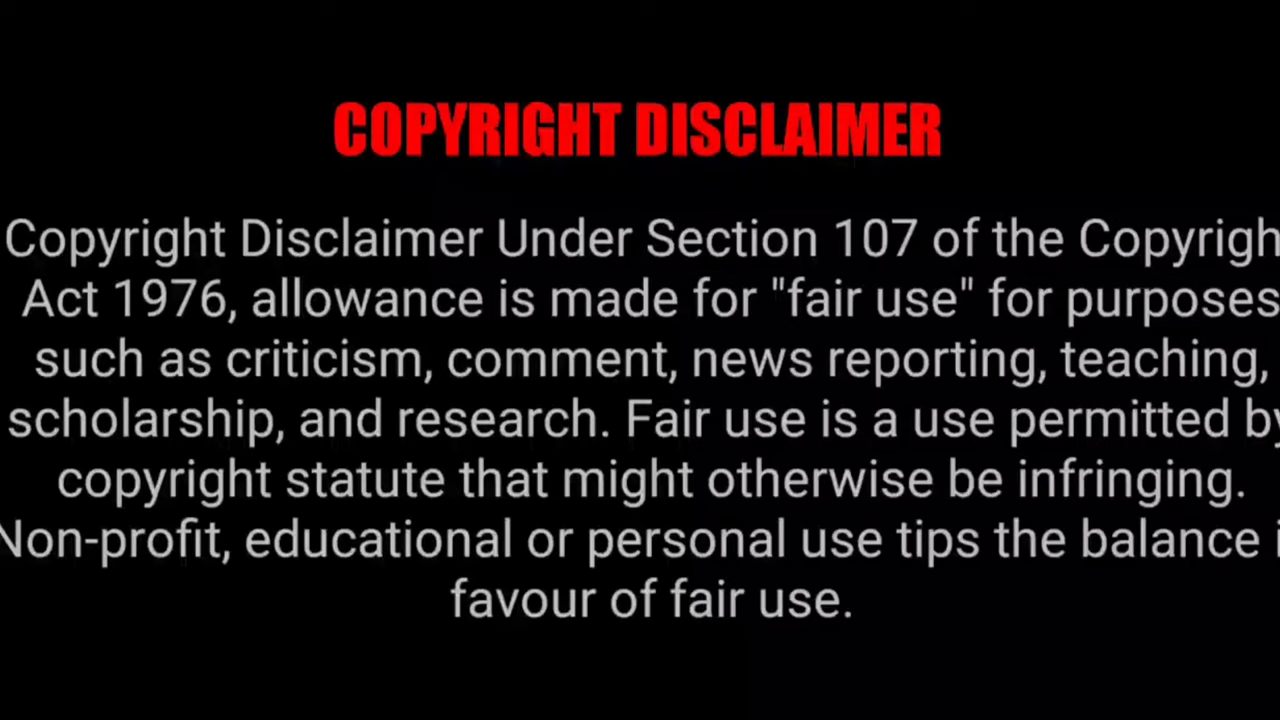 COPYRIGHT DISCLAIMER
Copyright Disclaimer Under Section 107 of the Copyrigh
Act 1976, allowance is made for "fair use" for purposes
such as criticism, comment, news reporting, teaching,
scholarship, and research. Fair use is a use permitted by
copyright statute that might otherwise be infringing.
Non-profit, educational or personal use tips the balance i
favour of fair use.